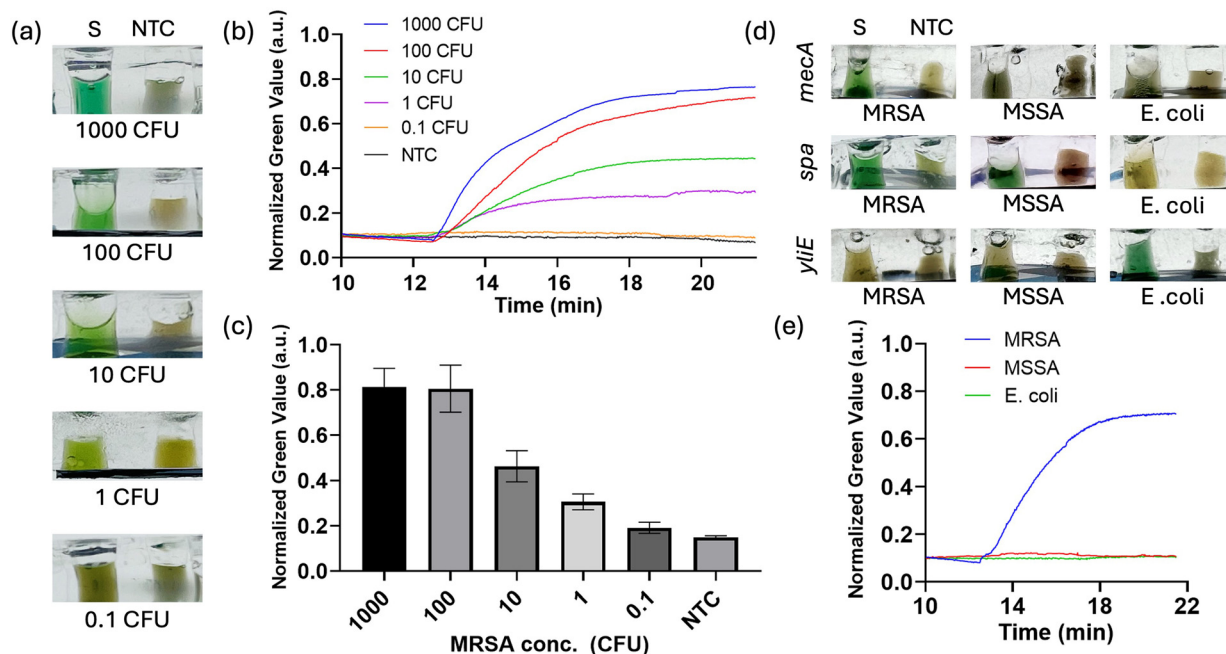 (a)
S NTC
1000 CFU
100 CFU
10 CFU
1 CFU
0.1 CFU
(b)
Normalized Green Value (a.u.)
1.0
0.8
0.6
0.4
0.2
0.0
1000 CFU
100 CFU
10 CFU
1 CFU
0.1 CFU
NTC
10 12 14 16 18 20
Time (min)
(c)
Normalized Green Value (a.u.)
1.0
0.8
0.6
0.4
0.2
0.0
1000 100 10 1 0.1 NTC
MRSA conc. (CFU)
(d)
S NTC
mecA
MRSA MSSA E. coli
spa
MRSA MSSA E. coli
yliE
MRSA MSSA E .coli
(e)
Normalized Green Value (a.u.)
1.0
0.8
0.6
0.4
0.2
0.0
MRSA
MSSA
E. coli
10 14 18 22
Time (min)